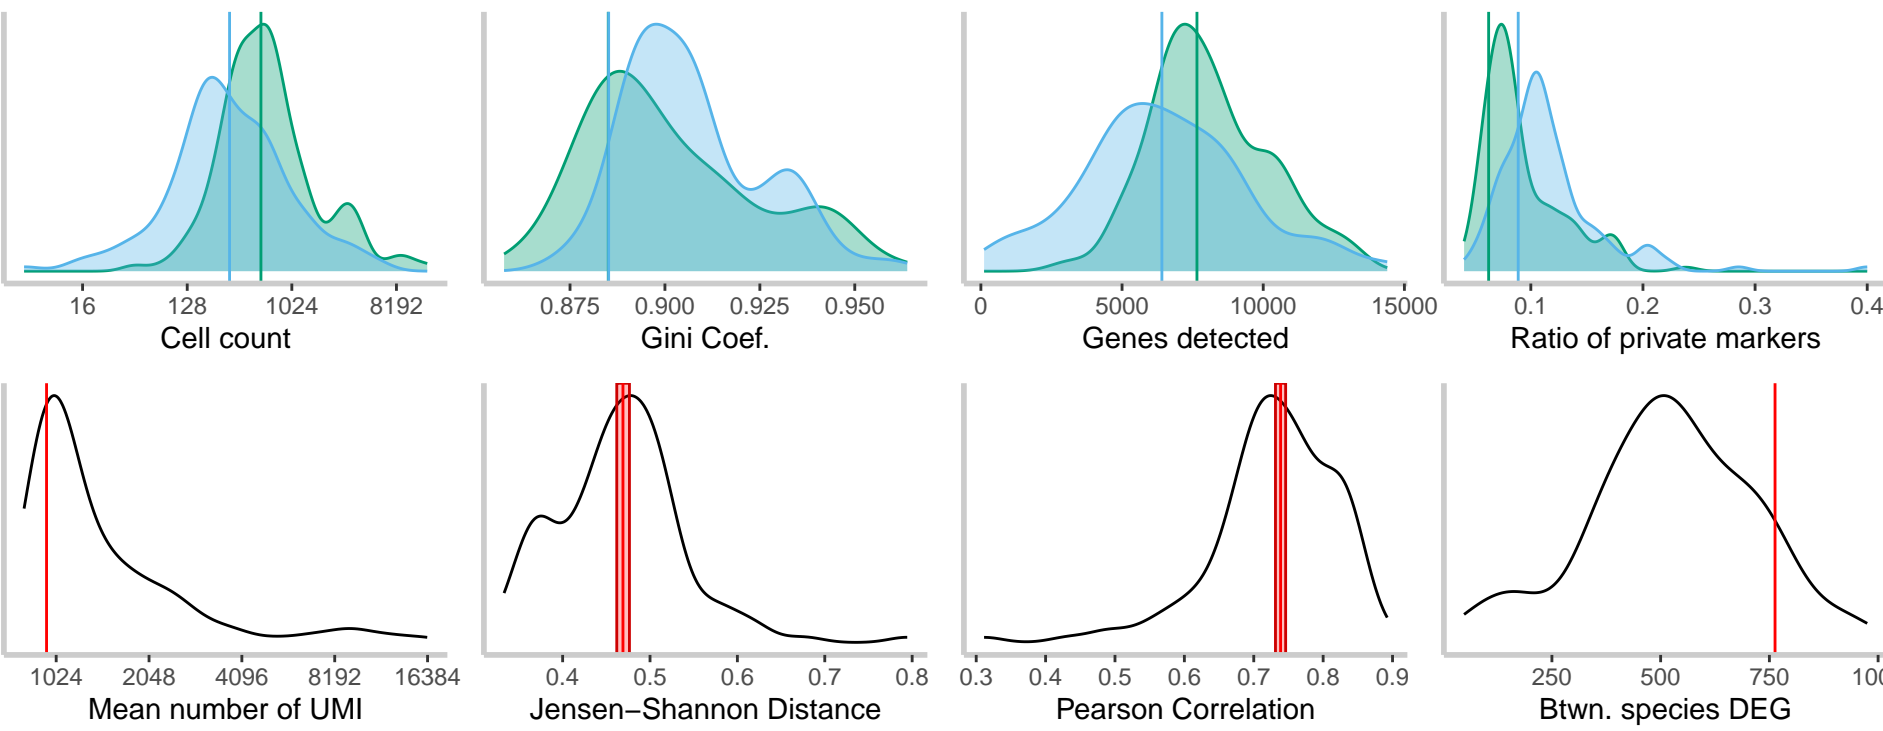 16 128 1024 8192
Cell count
0.875 0.900 0.925 0.950
Gini Coef.
0 5000 10000 15000
Genes detected
0.1 0.2 0.3 0.4
Ratio of private markers
1024 2048 4096 8192 16384
Mean number of UMI
0.4 0.5 0.6 0.7 0.8
Jensen−Shannon Distance
0.3 0.4 0.5 0.6 0.7 0.8 0.9
Pearson Correlation
250 500 750 100
Btwn. species DEG